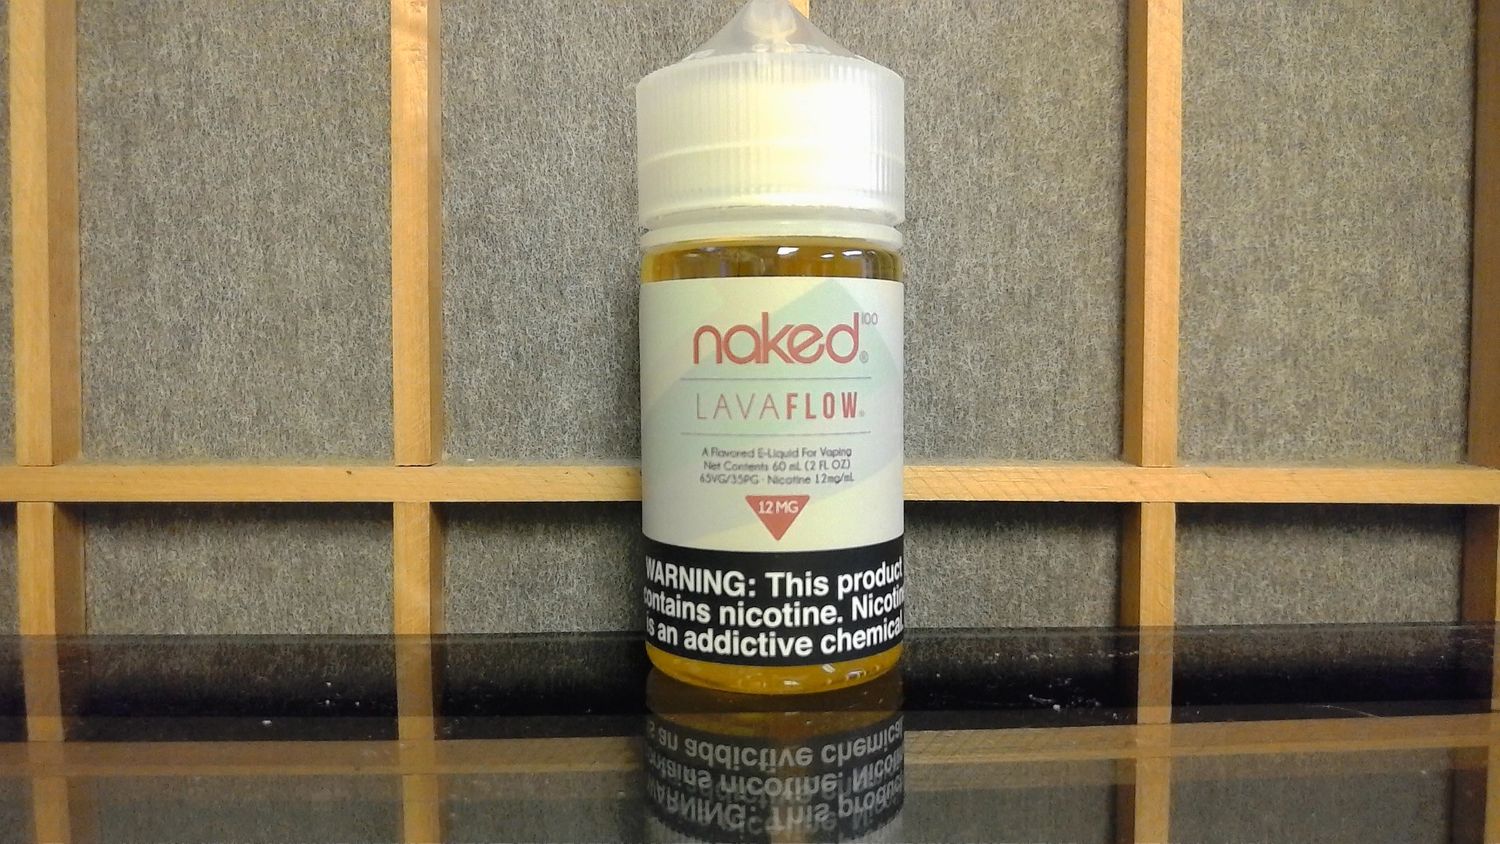 naked100®
LAVAFLOW®
A Flavored E-Liquid For Vaping
Net Contents 60 mL (2 FL OZ)
65VG/35PG · Nicotine 12mg/mL
12 MG
WARNING: This product
contains nicotine. Nicotine
is an addictive chemical.